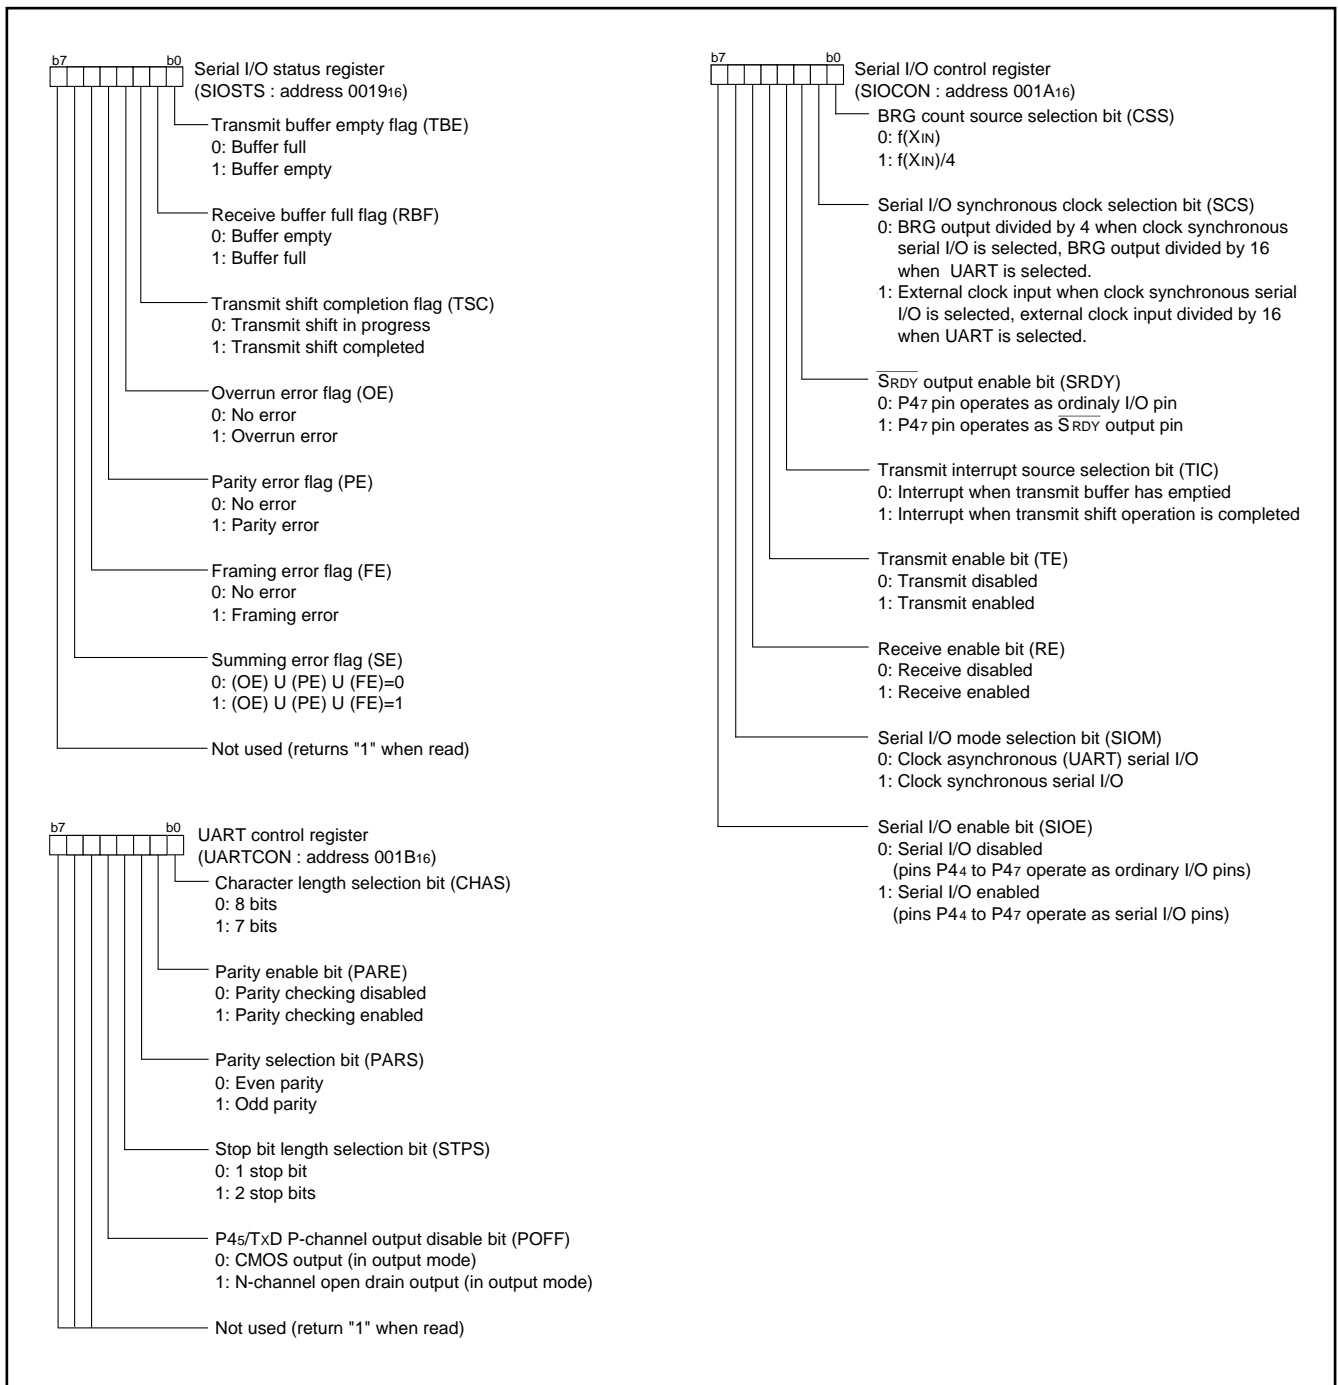 b7 b0
Serial I/O status register
(SIOSTS : address 001916)
Transmit buffer empty flag (TBE)
0: Buffer full
1: Buffer empty
Receive buffer full flag (RBF)
0: Buffer empty
1: Buffer full
Transmit shift completion flag (TSC)
0: Transmit shift in progress
1: Transmit shift completed
Overrun error flag (OE)
0: No error
1: Overrun error
Parity error flag (PE)
0: No error
1: Parity error
Framing error flag (FE)
0: No error
1: Framing error
Summing error flag (SE)
0: (OE) U (PE) U (FE)=0
1: (OE) U (PE) U (FE)=1
Not used (returns "1" when read)
b7 b0
UART control register
(UARTCON : address 001B16)
Character length selection bit (CHAS)
0: 8 bits
1: 7 bits
Parity enable bit (PARE)
0: Parity checking disabled
1: Parity checking enabled
Parity selection bit (PARS)
0: Even parity
1: Odd parity
Stop bit length selection bit (STPS)
0: 1 stop bit
1: 2 stop bits
P45/TxD P-channel output disable bit (POFF)
0: CMOS output (in output mode)
1: N-channel open drain output (in output mode)
Not used (return "1" when read)
b7 b0
Serial I/O control register
(SIOCON : address 001A16)
BRG count source selection bit (CSS)
0: f(XIN)
1: f(XIN)/4
Serial I/O synchronous clock selection bit (SCS)
0: BRG output divided by 4 when clock synchronous
serial I/O is selected, BRG output divided by 16
when UART is selected.
1: External clock input when clock synchronous serial
I/O is selected, external clock input divided by 16
when UART is selected.
SRDY output enable bit (SRDY)
0: P47 pin operates as ordinaly I/O pin
1: P47 pin operates as SRDY output pin
Transmit interrupt source selection bit (TIC)
0: Interrupt when transmit buffer has emptied
1: Interrupt when transmit shift operation is completed
Transmit enable bit (TE)
0: Transmit disabled
1: Transmit enabled
Receive enable bit (RE)
0: Receive disabled
1: Receive enabled
Serial I/O mode selection bit (SIOM)
0: Clock asynchronous (UART) serial I/O
1: Clock synchronous serial I/O
Serial I/O enable bit (SIOE)
0: Serial I/O disabled
(pins P44 to P47 operate as ordinary I/O pins)
1: Serial I/O enabled
(pins P44 to P47 operate as serial I/O pins)